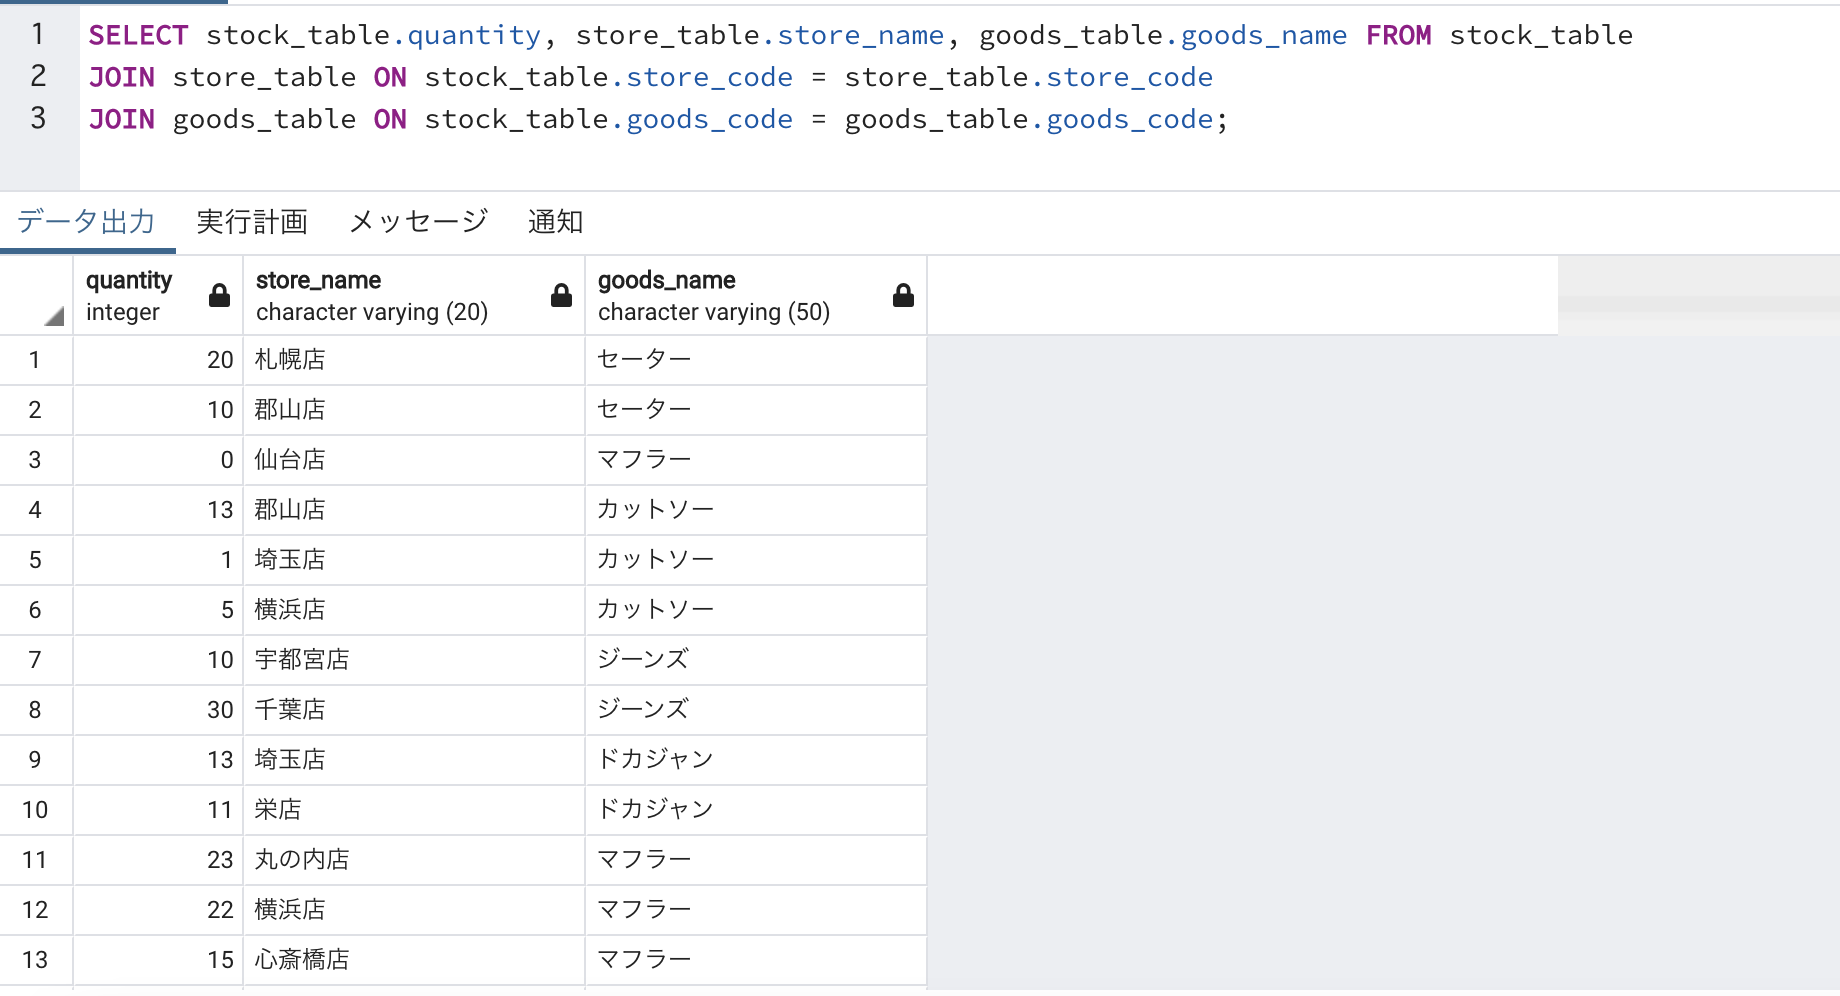 1 SELECT stock_table.quantity, store_table.store_name, goods_table.goods_name FROM stock_table
2 JOIN store_table ON stock_table.store_code = store_table.store_code
3 JOIN goods_table ON stock_table.goods_code = goods_table.goods_code;
データ出力 実行計画 メッセージ 通知
quantity store_name goods_name
integer character varying (20) character varying (50)
1 20 札幌店 セーター
2 10 郡山店 セーター
3 0 仙台店 マフラー
4 13 郡山店 カットソー
5 1 埼玉店 カットソー
6 5 横浜店 カットソー
7 10 宇都宮店 ジーンズ
8 30 千葉店 ジーンズ
9 13 埼玉店 ドカジャン
10 11 栄店 ドカジャン
11 23 丸の内店 マフラー
12 22 横浜店 マフラー
13 15 心斎橋店 マフラー